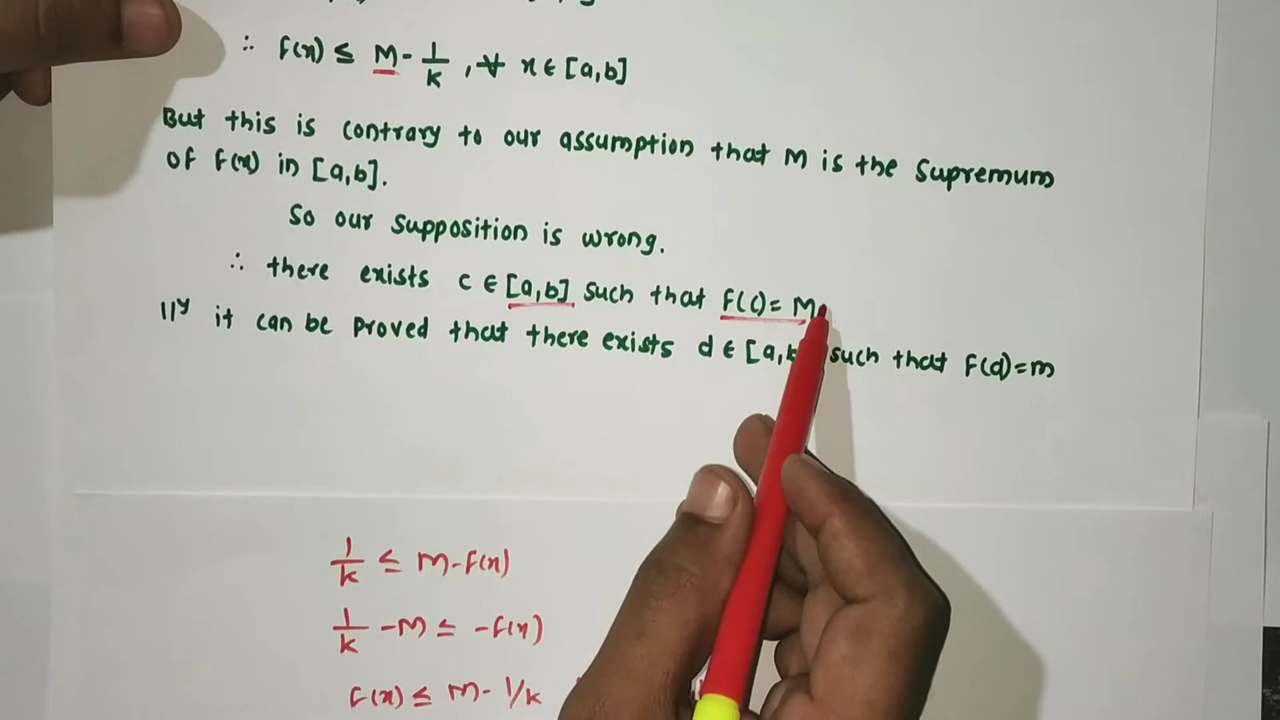 ∴ f(x) ≤ M - 1/k , ∀ x ∈ [a,b]
But this is contrary to our assumption that M is the Supremum
of f(x) in [a,b].
So our supposition is wrong.
∴ there exists c ∈ [a,b] such that f(c) = M
||ly it can be proved that there exists d ∈ [a, such that f(d)=m
1/k ≤ M-f(x)
1/k -M ≤ -f(x)
f(x) ≤ M - 1/k